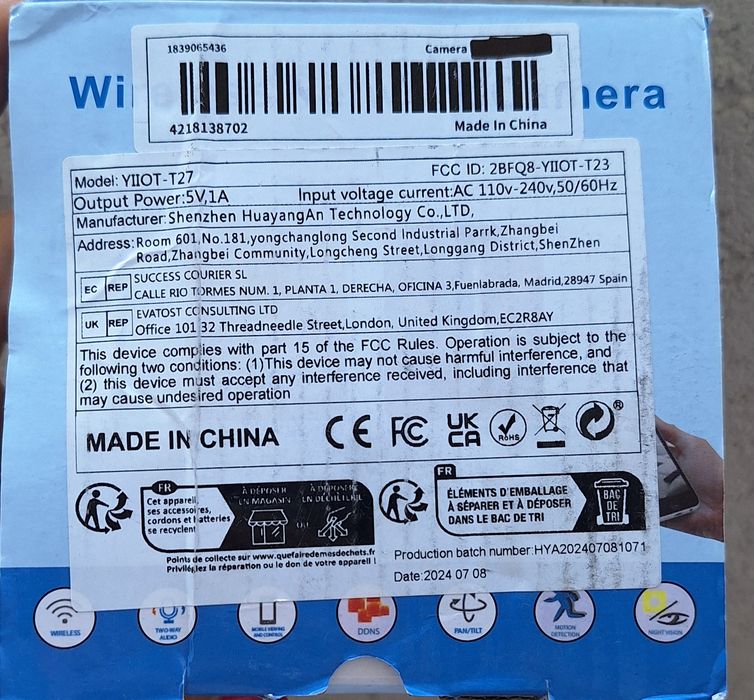 1839065436
Camera
4218138702
Made In China
Wi
mera
Model: YIIOT-T27
FCC ID: 2BFQ8-YIIOT-T23
Output Power:5V,1A
Input voltage current:AC 110v-240v,50/60Hz
Manufacturer:Shenzhen HuayangAn Technology Co.,LTD,
Address:Room 601,No.181,yongchanglong Second Industrial Parrk,Zhangbei
Road,Zhangbei Community,Longcheng Street,Longgang District,ShenZhen
EC REP
SUCCESS COURIER SL
CALLE RIO TORMES NUM. 1, PLANTA 1, DERECHA, OFICINA 3,Fuenlabrada, Madrid,28947 Spain
UK REP
EVATOST CONSULTING LTD
Office 101 32 Threadneedle Street,London, United Kingdom,EC2R8AY
This device complies with part 15 of the FCC Rules. Operation is subject to the
following two conditions: (1)This device may not cause harmful interference, and
(2) this device must accept any interference received, including interference that
may cause undesired operation
MADE IN CHINA
CE
FC
UK
CA
RoHS
®
FR
Cet appareil,
ses accessoires,
cordons et batteries
se recyclent
À DÉPOSER
EN MAGASIN
OU
À DÉPOSER
EN DÉCHÈTERIE
Points de collecte sur www.quefairedemesdechets.fr
Privilégiez la réparation ou le don de votre appareil !
FR
ÉLÉMENTS D'EMBALLAGE
À SÉPARER ET À DÉPOSER
DANS LE BAC DE TRI
BAC
DE
TRI
Production batch number:HYA202407081071
Date:2024 07 08
WIRELESS
TWO-WAY
AUDIO
MOBILE VIEWING
AND CONTROL
DDNS
PAN/TILT
MOTION
DETECTION
NIGHT VISION